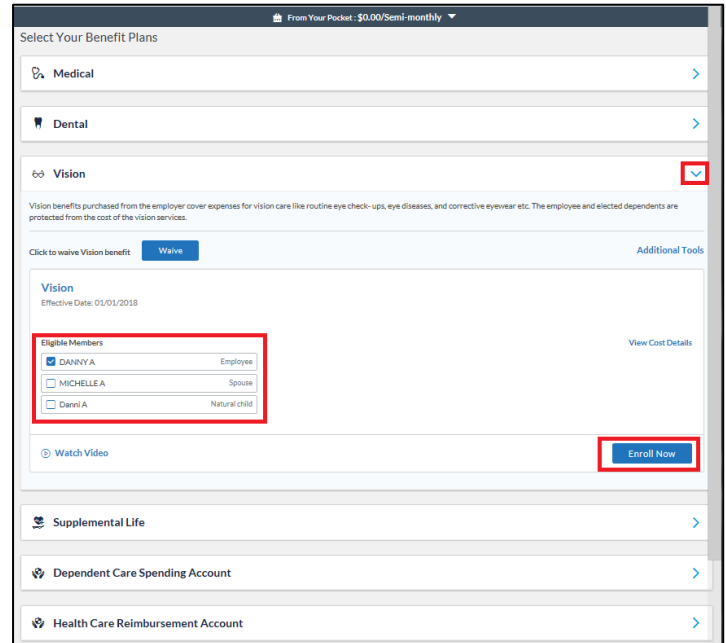 From Your Pocket : $0.00/Semi-monthly
Select Your Benefit Plans
Medical
Dental
Vision
Vision benefits purchased from the employer cover expenses for vision care like routine eye check- ups, eye diseases, and corrective eyewear etc. The employee and elected dependents are
protected from the cost of the vision services.
Click to waive Vision benefit Waive Additional Tools
Vision
Effective Date: 01/01/2018
Eligible Members View Cost Details
DANNY A Employee
MICHELLE A Spouse
Danni A Natural child
Watch Video Enroll Now
Supplemental Life
Dependent Care Spending Account
Health Care Reimbursement Account